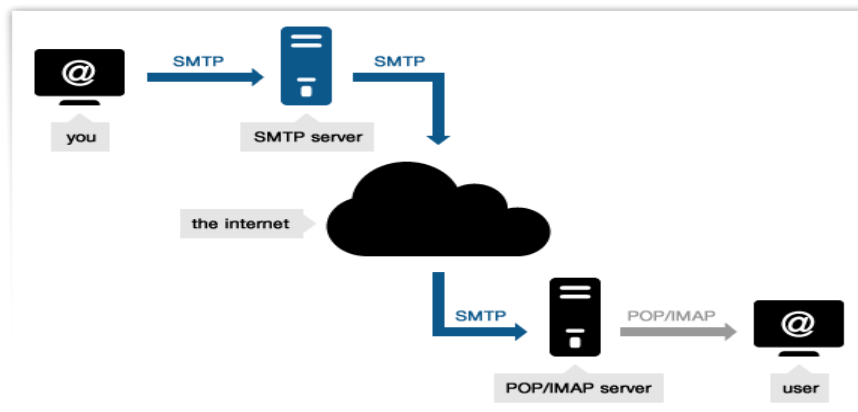 SMTP
SMTP
@
you
SMTP server
the internet
SMTP
POP/IMAP
@
POP/IMAP server
user